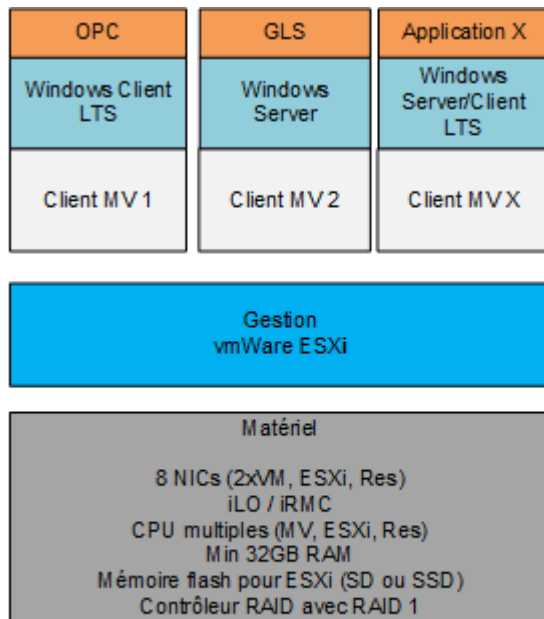 OPC
Windows Client
LTS
Client MV 1
GLS
Windows
Server
Client MV 2
Application X
Windows
Server/Client
LTS
Client MV X
Gestion
vmWare ESXi
Matériel
8 NICs (2xVM, ESXi, Res)
iLO / iRMC
CPU multiples (MV, ESXi, Res)
Min 32GB RAM
Mémoire flash pour ESXi (SD ou SSD)
Contrôleur RAID avec RAID 1